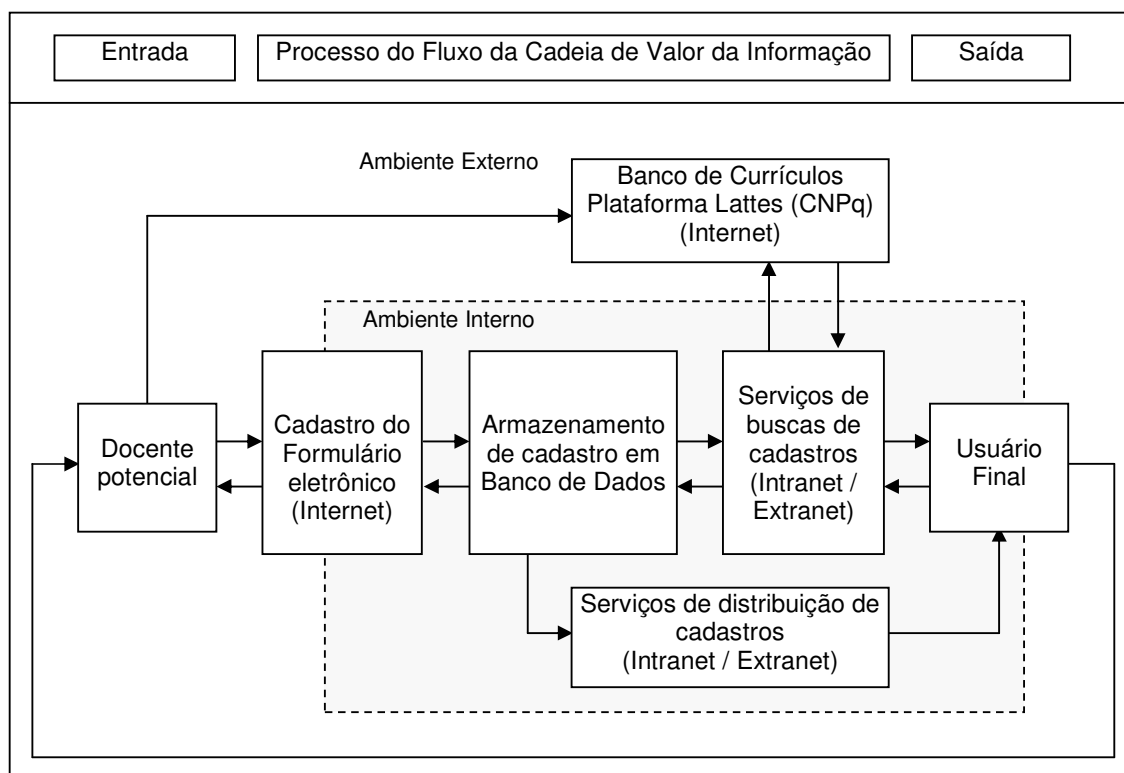 Entrada
Processo do Fluxo da Cadeia de Valor da Informação
Saída
Ambiente Externo
Banco de Currículos
Plataforma Lattes (CNPq)
(Internet)
Ambiente Interno
Docente
potencial
Cadastro do
Formulário
eletrônico
(Internet)
Armazenamento
de cadastro em
Banco de Dados
Serviços de
buscas de
cadastros
(Intranet /
Extranet)
Usuário
Final
Serviços de distribuição de
cadastros
(Intranet / Extranet)